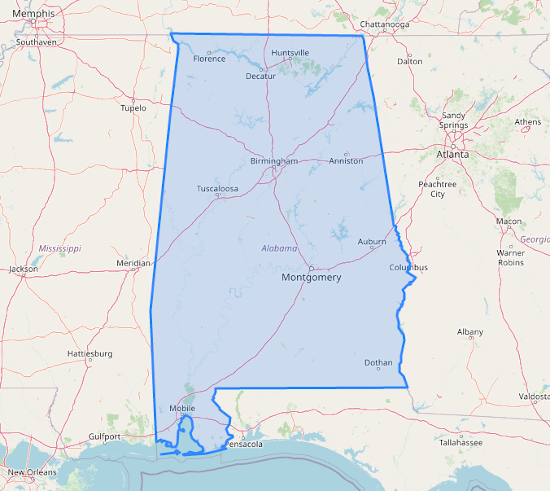 Memphis
Southaven
Chattanooga
Florence
Huntsville
Decatur
Dalton
Tupelo
Sandy
Springs
Athens
Atlanta
Birmingham
Anniston
Tuscaloosa
Peachtree
City
Macon
Mississippi
Alabama
Auburn
Georgia
Warner
Robins
Jackson
Meridian
Columbus
Montgomery
Albany
Hattiesburg
Dothan
Valdosta
Mobile
Gulfport
ensacola
Tallahassee
New Orleans